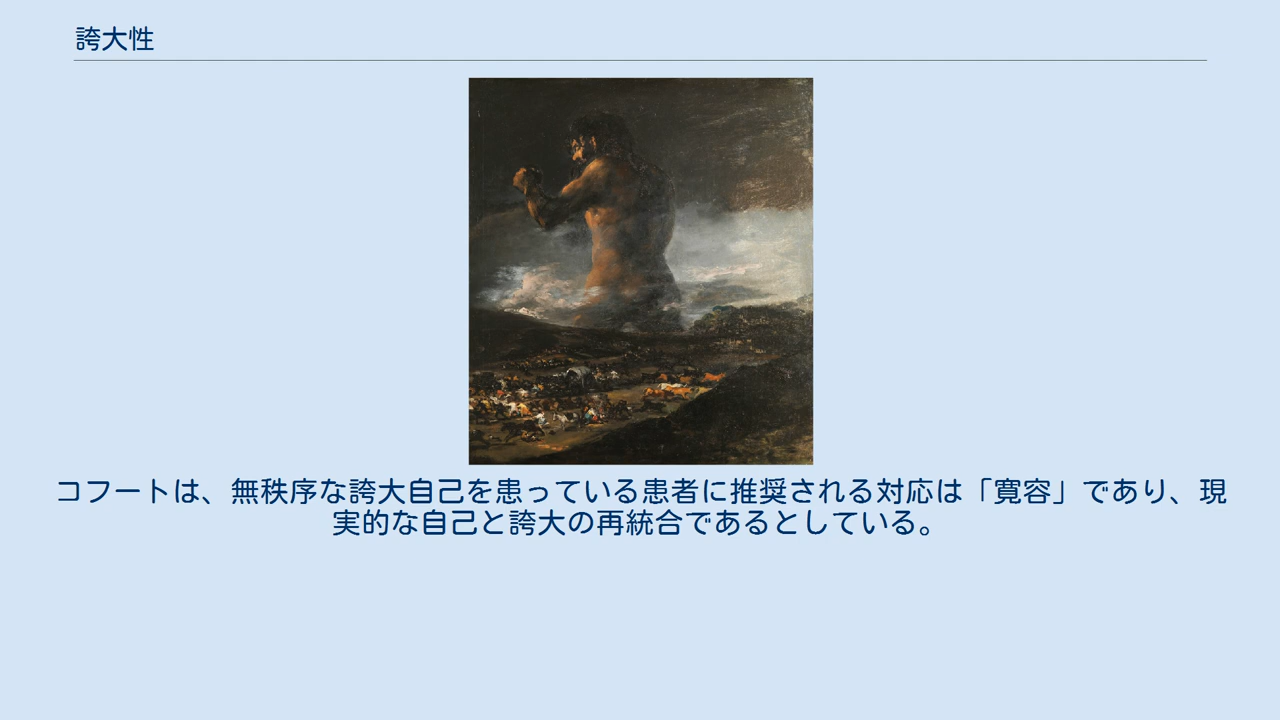 誇大性
コフートは、無秩序な誇大自己を患っている患者に推奨される対応は「寛容」であり、現
実的な自己と誇大の再統合であるとしている。